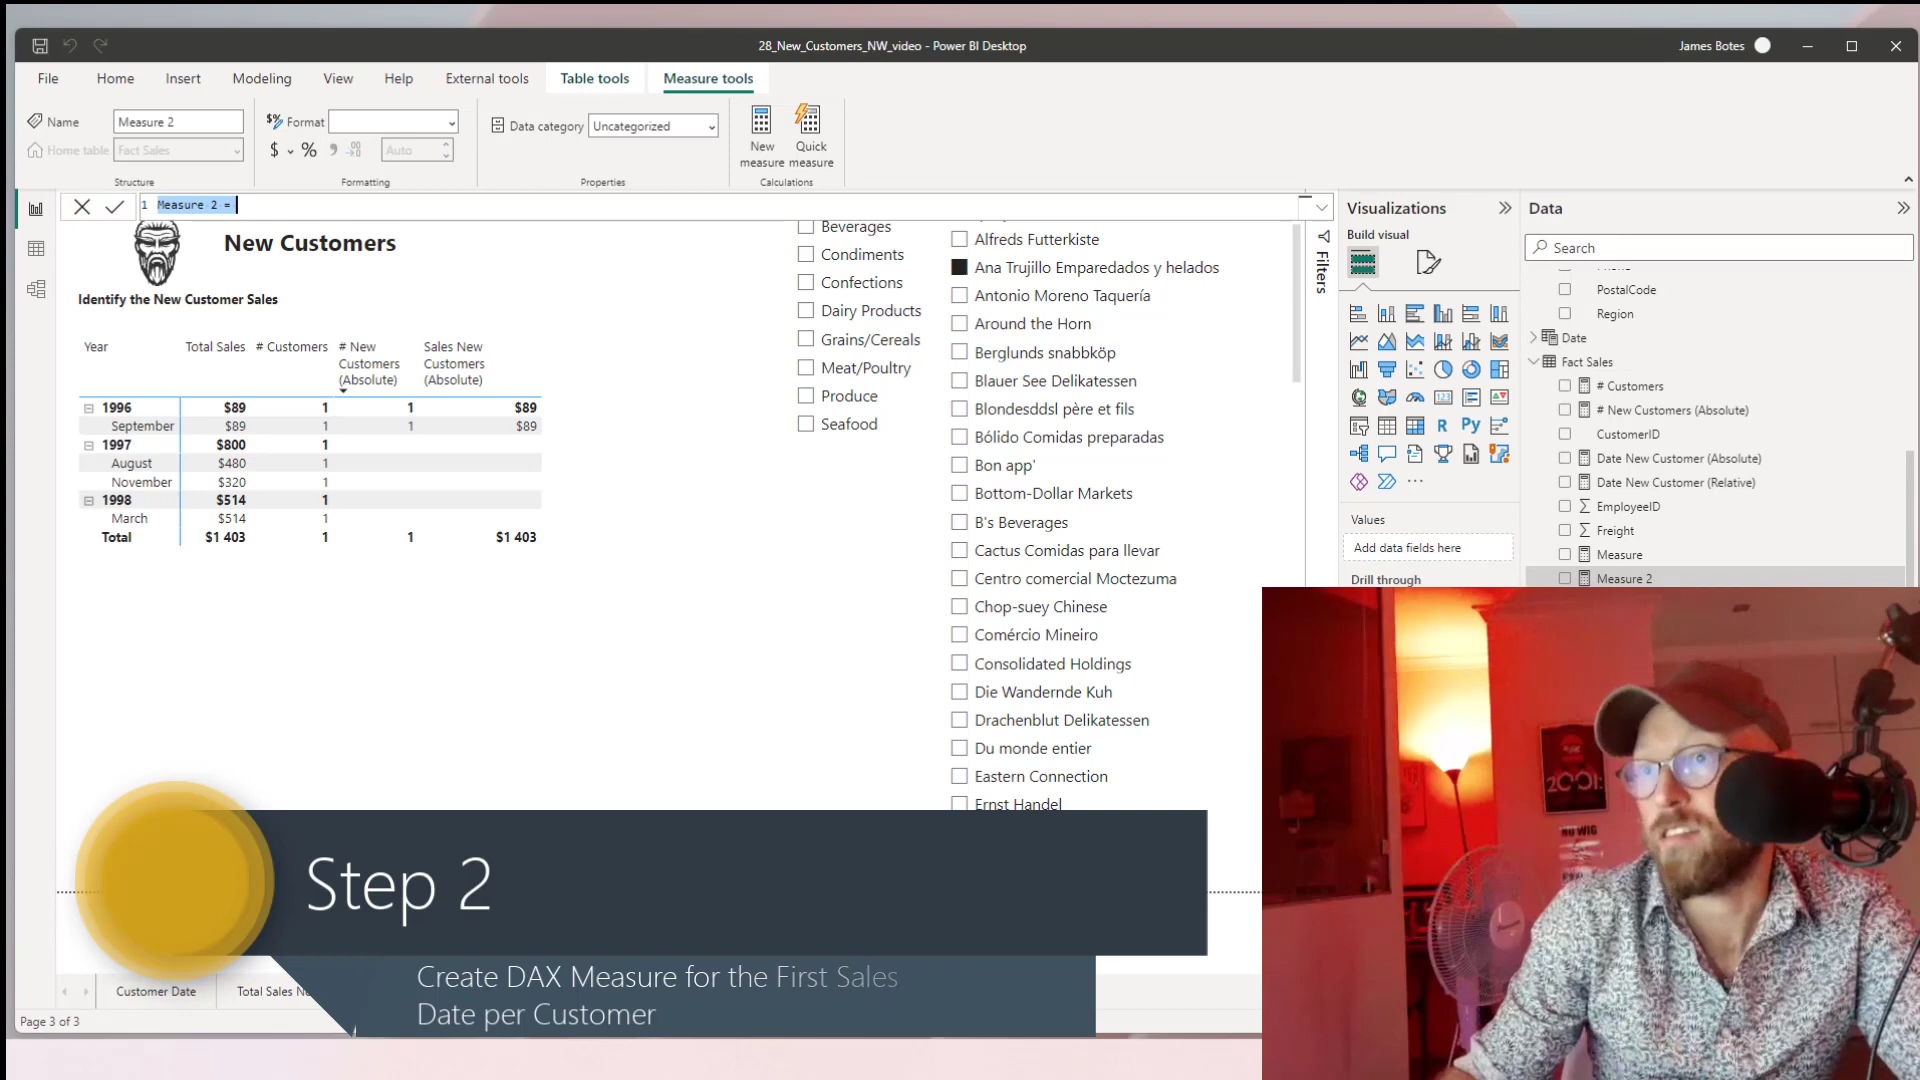 28_New_Customers_NW_video - Power BI Desktop
James Botes
File Home Insert Modeling View Help External tools Table tools Measure tools
Name Measure 2
Home table Fact Sales
Structure
$% Format
$ % Auto
Formatting
Data category Uncategorized
Properties
New measure
Quick measure
Calculations
1 Measure 2 =
New Customers
Identify the New Customer Sales
Year Total Sales # Customers # New Customers (Absolute) Sales New Customers (Absolute)
1996 $89 1 1 $89
September $89 1 1 $89
1997 $800 1
August $480 1
November $320 1
1998 $514 1
March $514 1
Total $1 403 1 1 $1 403
Beverages
Condiments
Confections
Dairy Products
Grains/Cereals
Meat/Poultry
Produce
Seafood
Alfreds Futterkiste
Ana Trujillo Emparedados y helados
Antonio Moreno Taquería
Around the Horn
Berglunds snabbköp
Blauer See Delikatessen
Blondesddsl père et fils
Bólido Comidas preparadas
Bon app'
Bottom-Dollar Markets
B's Beverages
Cactus Comidas para llevar
Centro comercial Moctezuma
Chop-suey Chinese
Comércio Mineiro
Consolidated Holdings
Die Wandernde Kuh
Drachenblut Delikatessen
Du monde entier
Eastern Connection
Ernst Handel
Filters
Visualizations
Build visual
R Py
123
Values
Add data fields here
Drill through
Data
Search
PostalCode
Region
Date
Fact Sales
# Customers
# New Customers (Absolute)
CustomerID
Date New Customer (Absolute)
Date New Customer (Relative)
EmployeeID
Freight
Measure
Measure 2
Step 2
Create DAX Measure for the First Sales
Date per Customer
Customer Date
Total Sales
Page 3 of 3
2001:
NO WIG